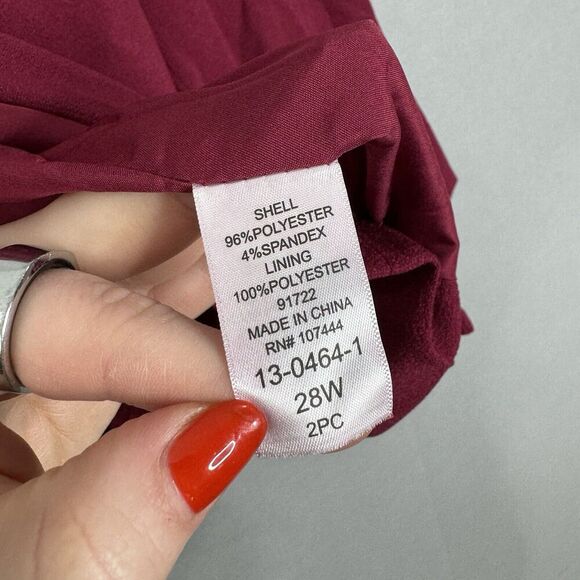 SHELL
96%POLYESTER
4%SPANDEX
LINING
100%POLYESTER
91722
MADE IN CHINA
RN# 107444
13-0464-1
28W
2PC